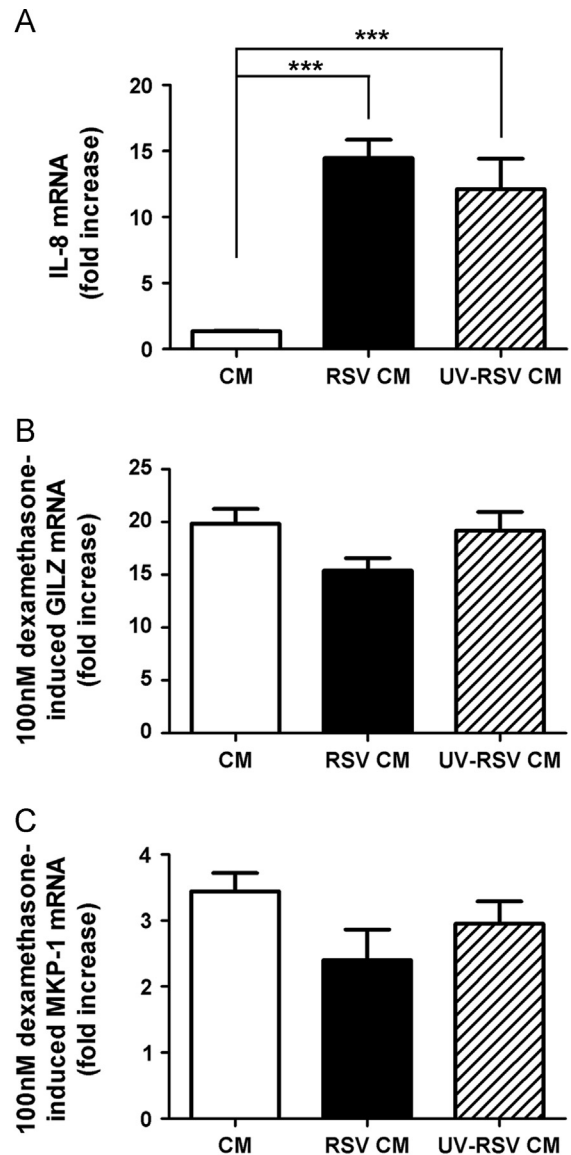 A
***
***
IL-8 mRNA
(fold increase)
20
15
10
5
0
CM RSV CM UV-RSV CM
B
100nM dexamethasone-
induced GILZ mRNA
(fold increase)
25
20
15
10
5
0
CM RSV CM UV-RSV CM
C
100nM dexamethasone-
induced MKP-1 mRNA
(fold increase)
4
3
2
1
0
CM RSV CM UV-RSV CM